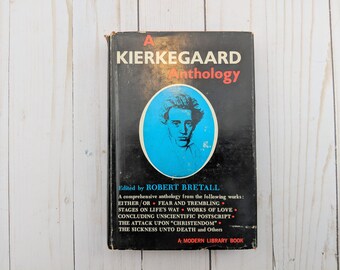 A
KIERKEGAARD
Anthology
Edited by ROBERT BRETALL
A comprehensive anthology from the following works:
EITHER/OR • FEAR AND TREMBLING •
STAGES ON LIFE'S WAY • WORKS OF LOVE •
CONCLUDING UNSCIENTIFIC POSTSCRIPT •
THE ATTACK UPON "CHRISTENDOM" •
THE SICKNESS UNTO DEATH and Others
A MODERN LIBRARY BOOK